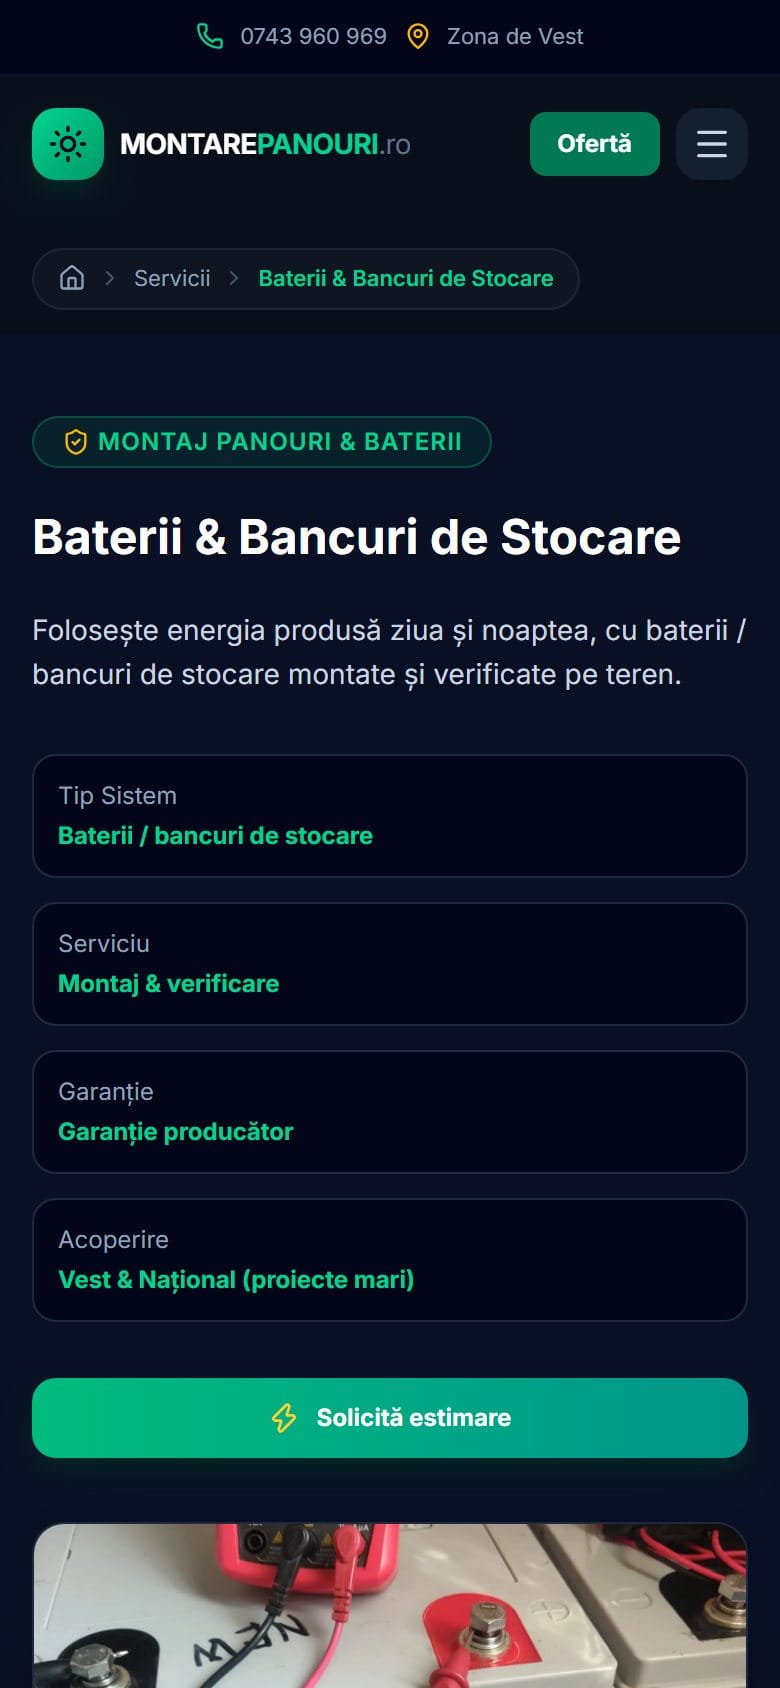 0743 960 969 Zona de Vest
MONTAREPANOURI.ro Ofertă
Servicii Baterii & Bancuri de Stocare
MONTAJ PANOURI & BATERII
Baterii & Bancuri de Stocare
Folosește energia produsă ziua și noaptea, cu baterii /
bancuri de stocare montate și verificate pe teren.
Tip Sistem
Baterii / bancuri de stocare
Serviciu
Montaj & verificare
Garanție
Garanție producător
Acoperire
Vest & Național (proiecte mari)
Solicită estimare
NEW